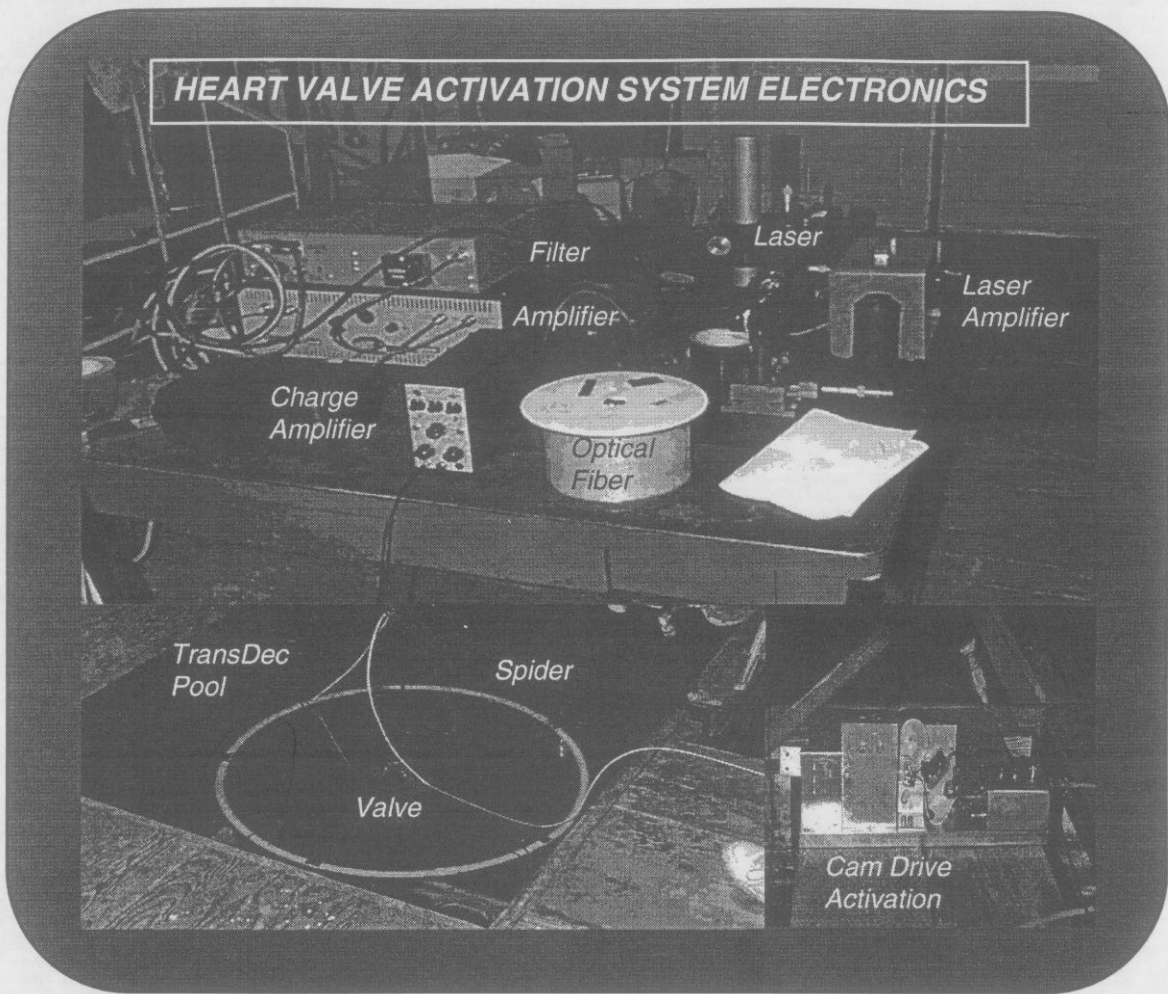 HEART VALVE ACTIVATION SYSTEM ELECTRONICS
Filter
Laser
Amplifier
Laser
Amplifier
Charge
Amplifier
Optical
Fiber
TransDec
Pool
Spider
Valve
Cam Drive
Activation